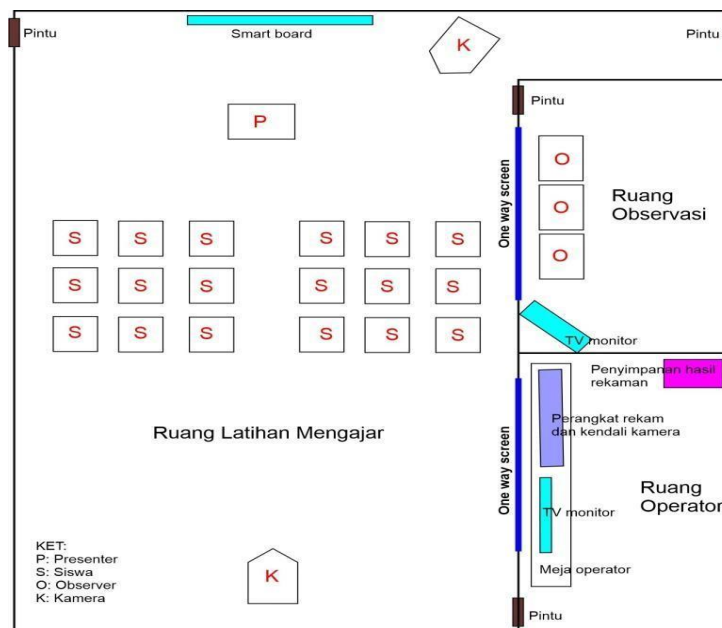 Pintu
Smart board
K
Pintu
P
Pintu
One way screen
O
O
O
Ruang
Observasi
S S S S S S
S S S S S S
S S S S S S
TV monitor
Penyimpanan hasil
rekaman
Perangkat rekam
dan kendali kamera
Ruang Latihan Mengajar
One way screen
Ruang
Operator
TV monitor
Meja operator
K
KET:
P: Presenter
S: Siswa
O: Observer
K: Kamera
Pintu